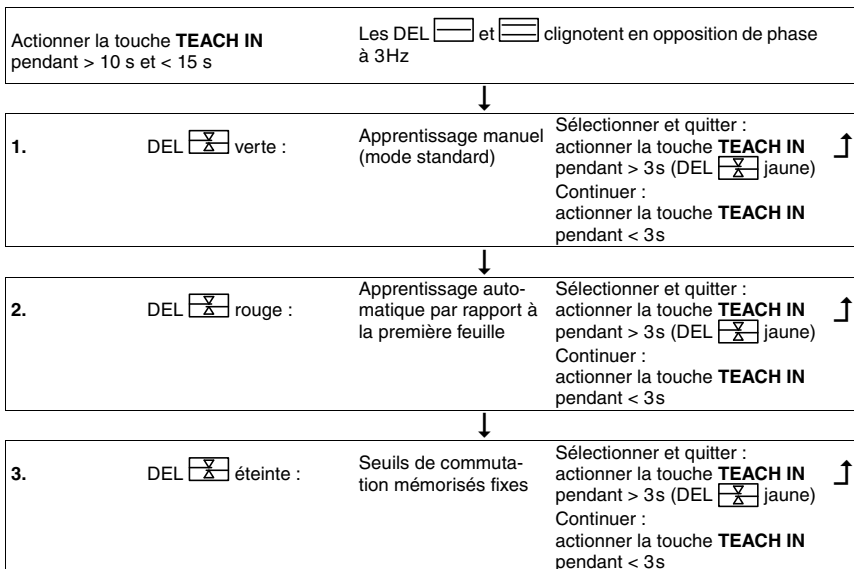 Actionner la touche TEACH IN
pendant > 10 s et < 15 s
Les DEL et clignotent en opposition de phase
à 3Hz
1.
DEL verte :
Apprentissage manuel
(mode standard)
Sélectionner et quitter :
actionner la touche TEACH IN
pendant > 3s (DEL jaune)
Continuer :
actionner la touche TEACH IN
pendant < 3s
2.
DEL rouge :
Apprentissage auto-
matique par rapport à
la première feuille
Sélectionner et quitter :
actionner la touche TEACH IN
pendant > 3s (DEL jaune)
Continuer :
actionner la touche TEACH IN
pendant < 3s
3.
DEL éteinte :
Seuils de commuta-
tion mémorisés fixes
Sélectionner et quitter :
actionner la touche TEACH IN
pendant > 3s (DEL jaune)
Continuer :
actionner la touche TEACH IN
pendant < 3s